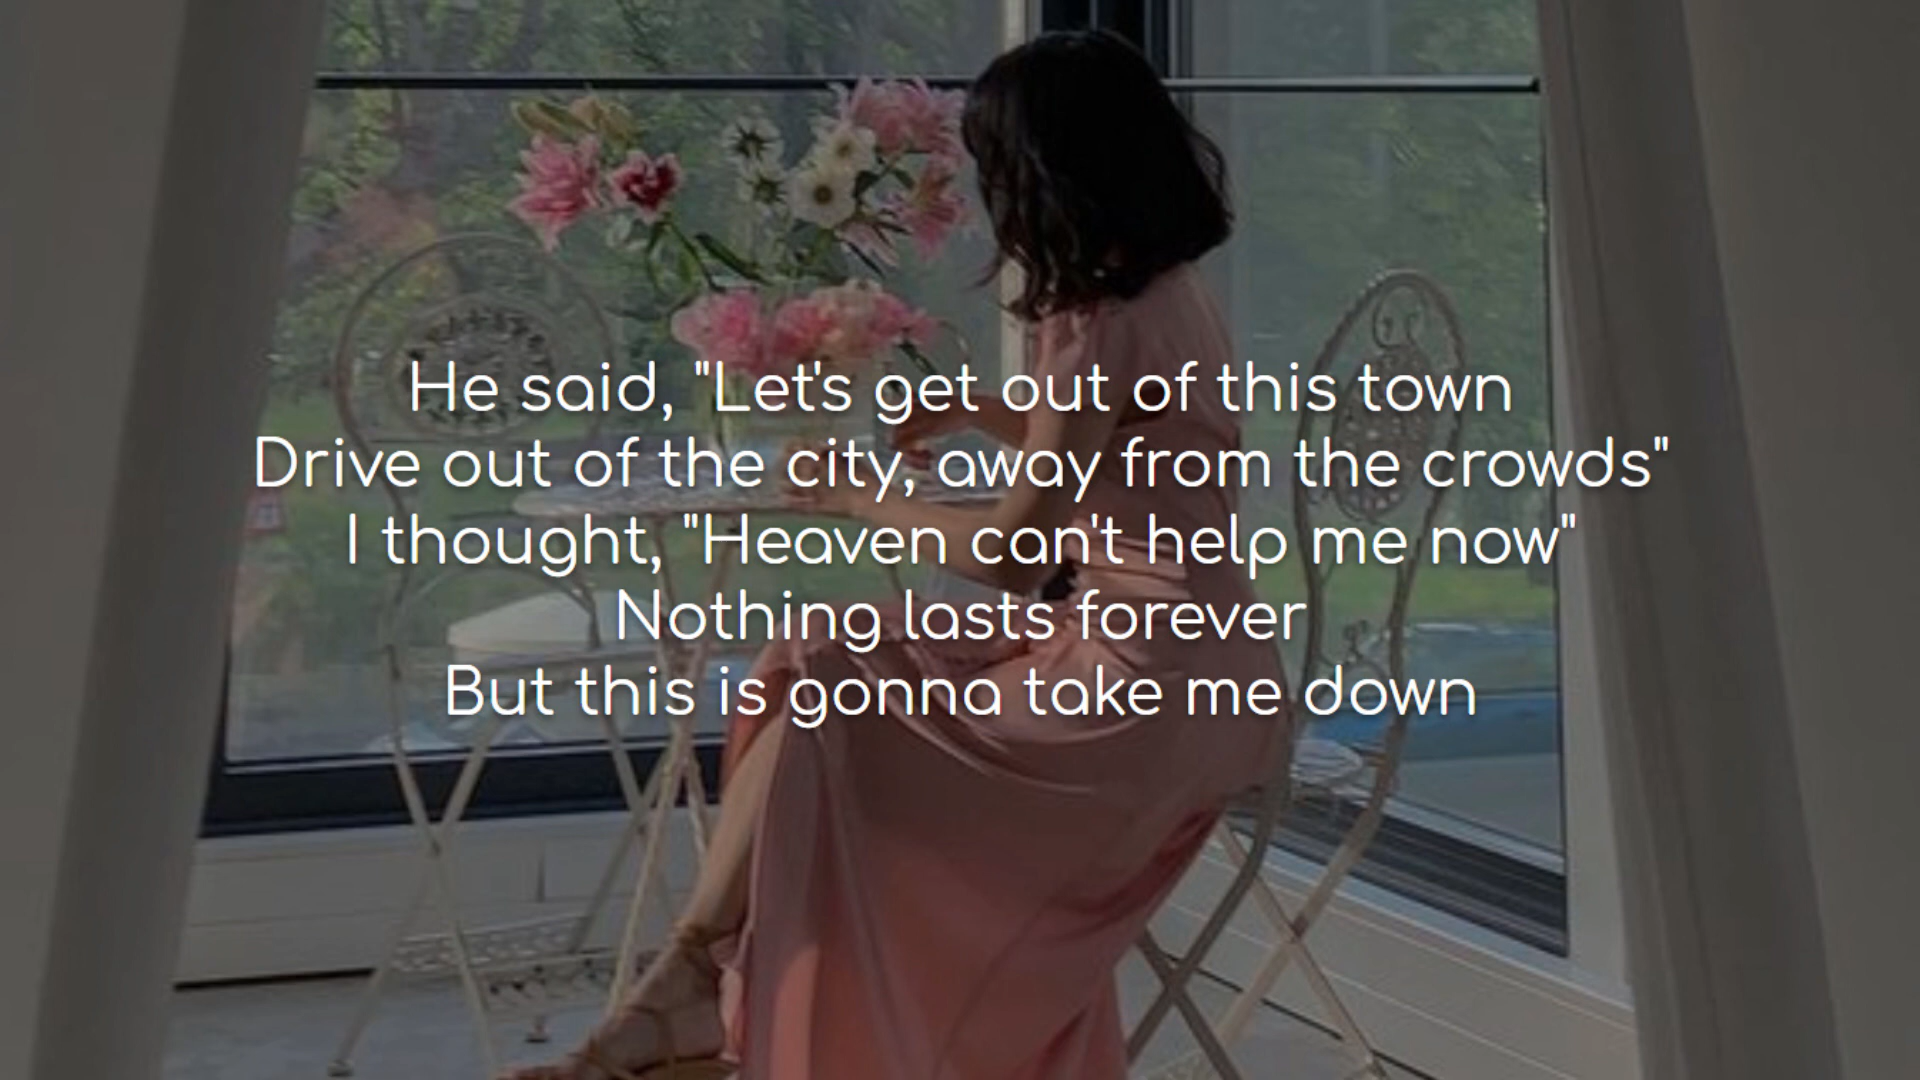 He said, "Let's get out of this town
Drive out of the city, away from the crowds"
I thought, "Heaven can't help me now"
Nothing lasts forever
But this is gonna take me down